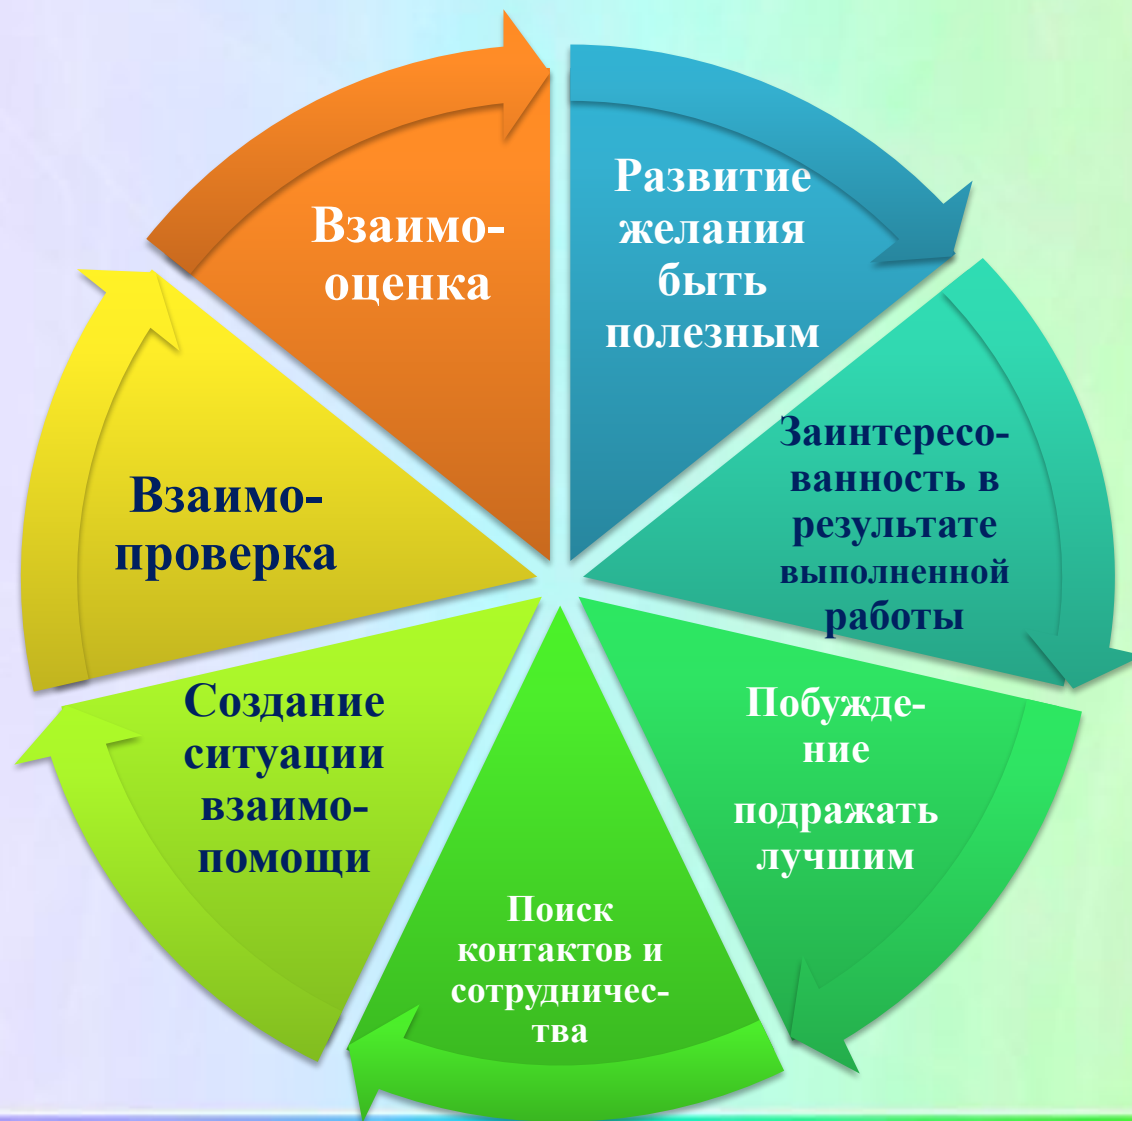 Развитие
желания
быть
полезным
Заинтересо-
ванность в
результате
выполненной
работы
Побужде-
ние
подражать
лучшим
Поиск
контактов и
сотрудничес-
тва
Создание
ситуации
взаимо-
помощи
Взаимо-
проверка
Взаимо-
оценка